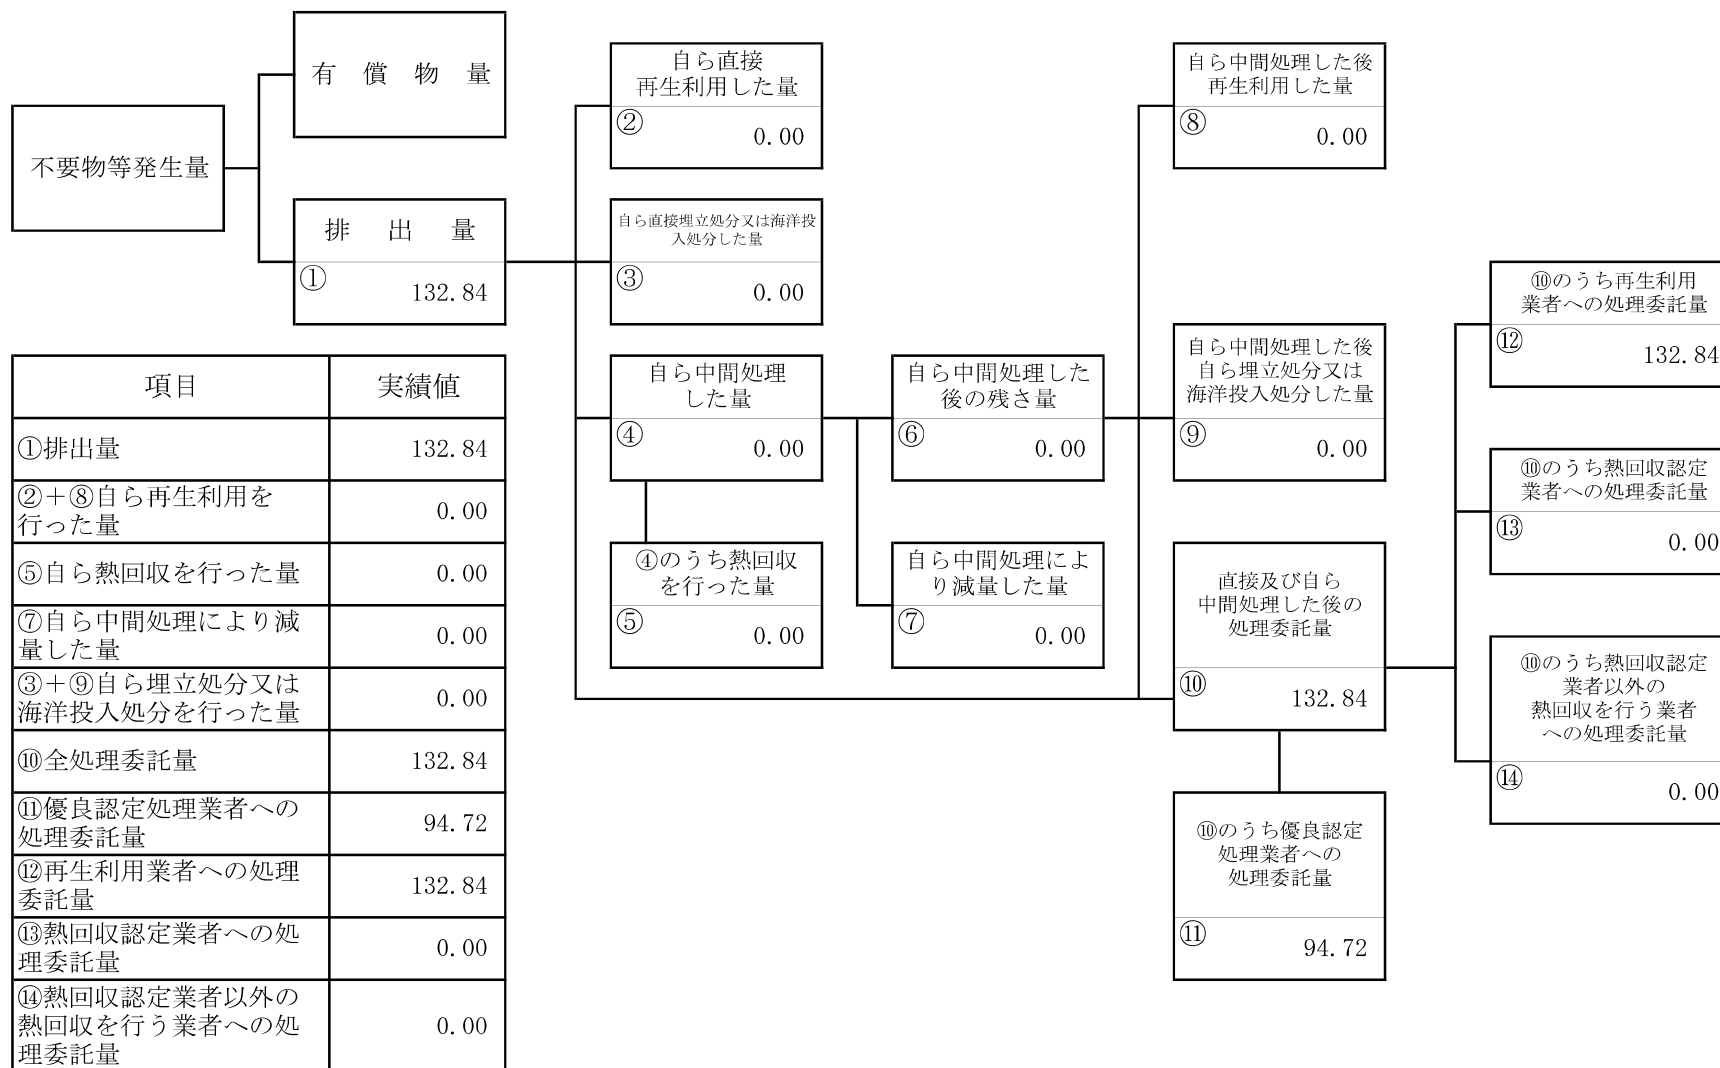 有　償　物　量
不要物等発生量
排　出　量
①
132.84
自ら直接
再生利用した量
②
0.00
自ら直接埋立処分又は海洋投
入処分した量
③
0.00
自ら中間処理
した量
④
0.00
④のうち熱回収
を行った量
⑤
0.00
自ら中間処理した
後の残さ量
⑥
0.00
自ら中間処理によ
り減量した量
⑦
0.00
自ら中間処理した後
再生利用した量
⑧
0.00
自ら中間処理した後
自ら埋立処分又は
海洋投入処分した量
⑨
0.00
直接及び自ら
中間処理した後の
処理委託量
⑩
132.84
⑩のうち優良認定
処理業者への
処理委託量
⑪
94.72
⑩のうち再生利用
業者への処理委託量
⑫
132.84
⑩のうち熱回収認定
業者への処理委託量
⑬
0.00
⑩のうち熱回収認定
業者以外の
熱回収を行う業者
への処理委託量
⑭
0.00
項目 実績値
①排出量 132.84
②＋⑧自ら再生利用を
行った量 0.00
⑤自ら熱回収を行った量 0.00
⑦自ら中間処理により減
量した量 0.00
③＋⑨自ら埋立処分又は
海洋投入処分を行った量 0.00
⑩全処理委託量 132.84
⑪優良認定処理業者への
処理委託量 94.72
⑫再生利用業者への処理
委託量 132.84
⑬熱回収認定業者への処
理委託量 0.00
⑭熱回収認定業者以外の
熱回収を行う業者への処
理委託量 0.00